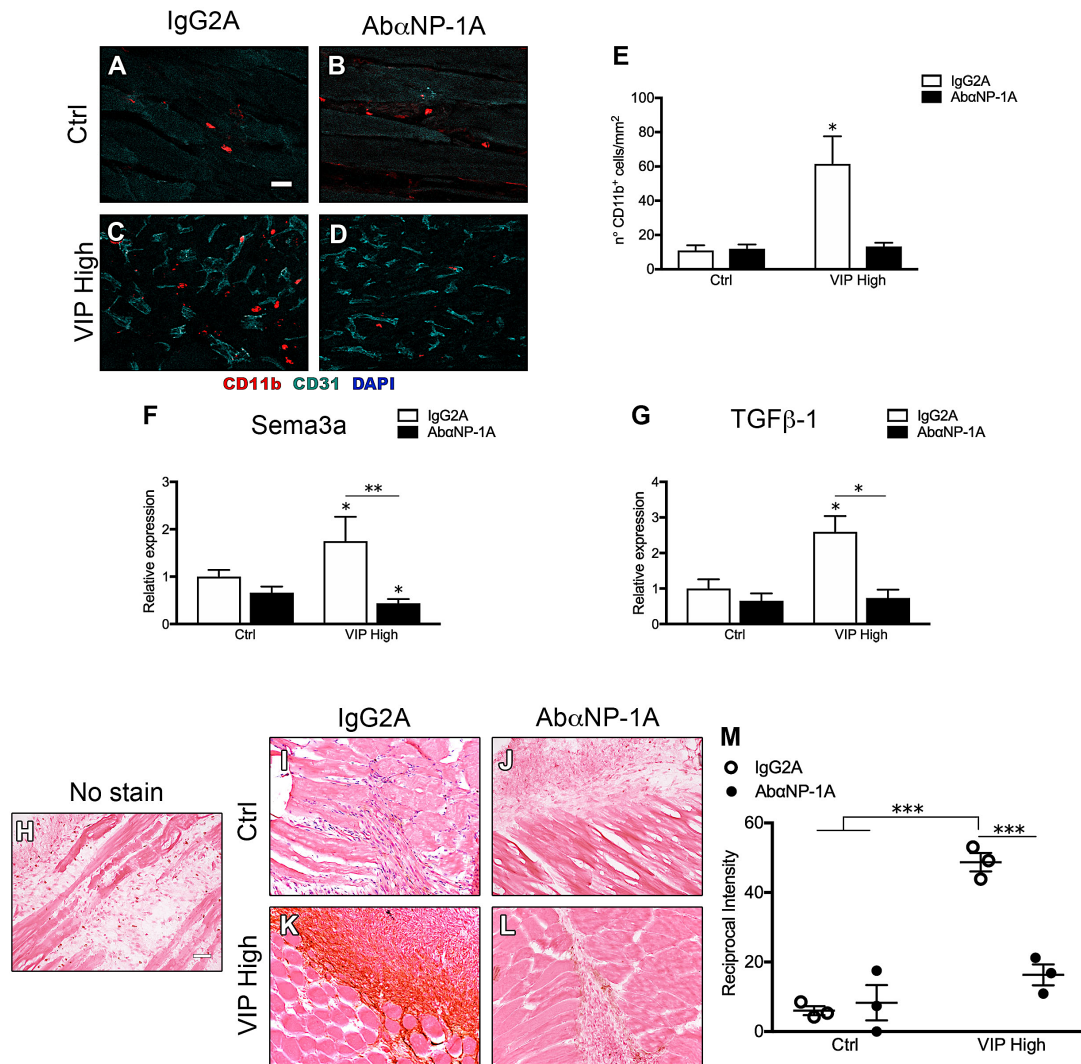 IgG2A
AbαNP-1A
Ctrl
A
B
VIP High
C
D
CD11b CD31 DAPI
E
IgG2A
AbαNP-1A
n° CD11b+ cells/mm2
100
80
60
40
20
0
*
Ctrl
VIP High
F
Sema3a
IgG2A
AbαNP-1A
Relative expression
3
2
1
0
**
*
*
Ctrl
VIP High
G
TGFβ-1
IgG2A
AbαNP-1A
Relative expression
4
3
2
1
0
*
*
Ctrl
VIP High
No stain
H
IgG2A
AbαNP-1A
Ctrl
I
J
VIP High
K
L
M
IgG2A
AbαNP-1A
Reciprocal Intensity
60
40
20
0
***
***
Ctrl
VIP High